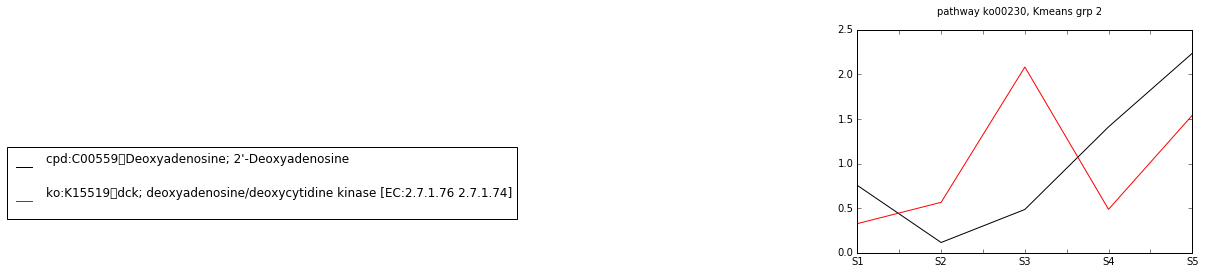 pathway ko00230, Kmeans grp 2
2.5
2.0
1.5
1.0
0.5
0.0
S1 S2 S3 S4 S5
cpd:C00559▯Deoxyadenosine; 2'-Deoxyadenosine
ko:K15519▯dck; deoxyadenosine/deoxycytidine kinase [EC:2.7.1.76 2.7.1.74]